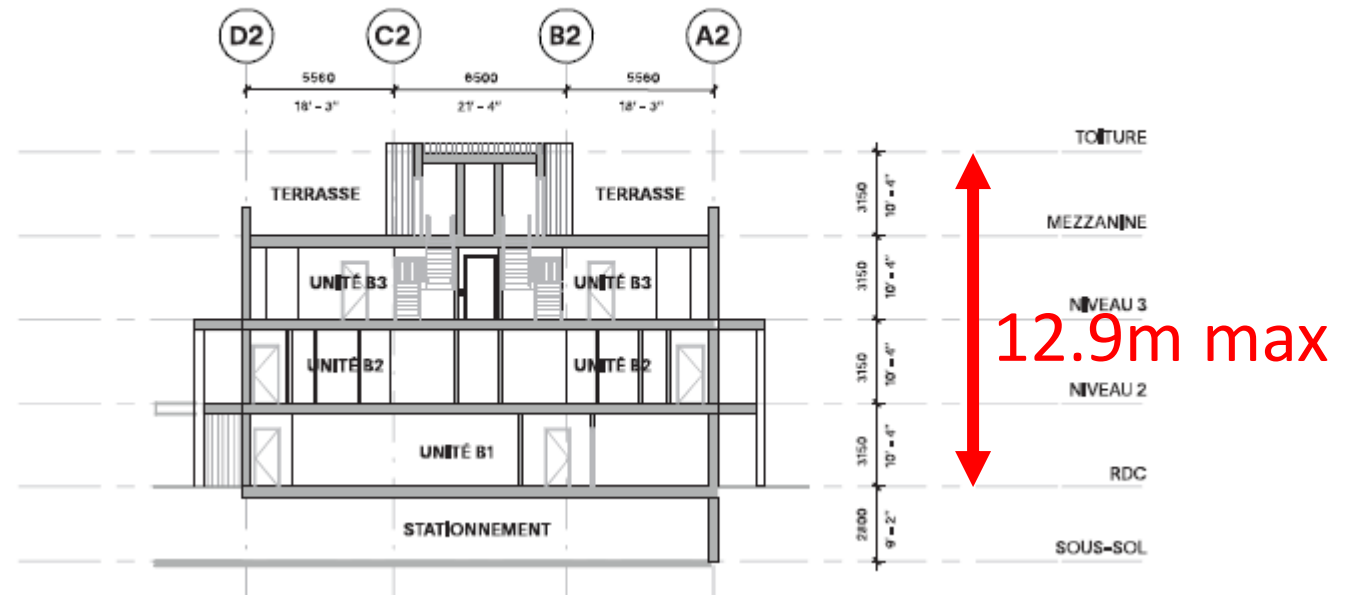 D2 C2 B2 A2
5560 6500 5560
18' - 3" 21' - 4" 18' - 3"
TOITURE
TERRASSE TERRASSE
3150 10' - 4"
MEZZANINE
UNITÉ B3 UNITÉ B3
3150 10' - 4"
NIVEAU 3
12.9m max
UNITÉ B2 UNITÉ B2
3150 10' - 4"
NIVEAU 2
UNITÉ B1
3150 10' - 4"
RDC
STATIONNEMENT
2800 9' - 2"
SOUS-SOL